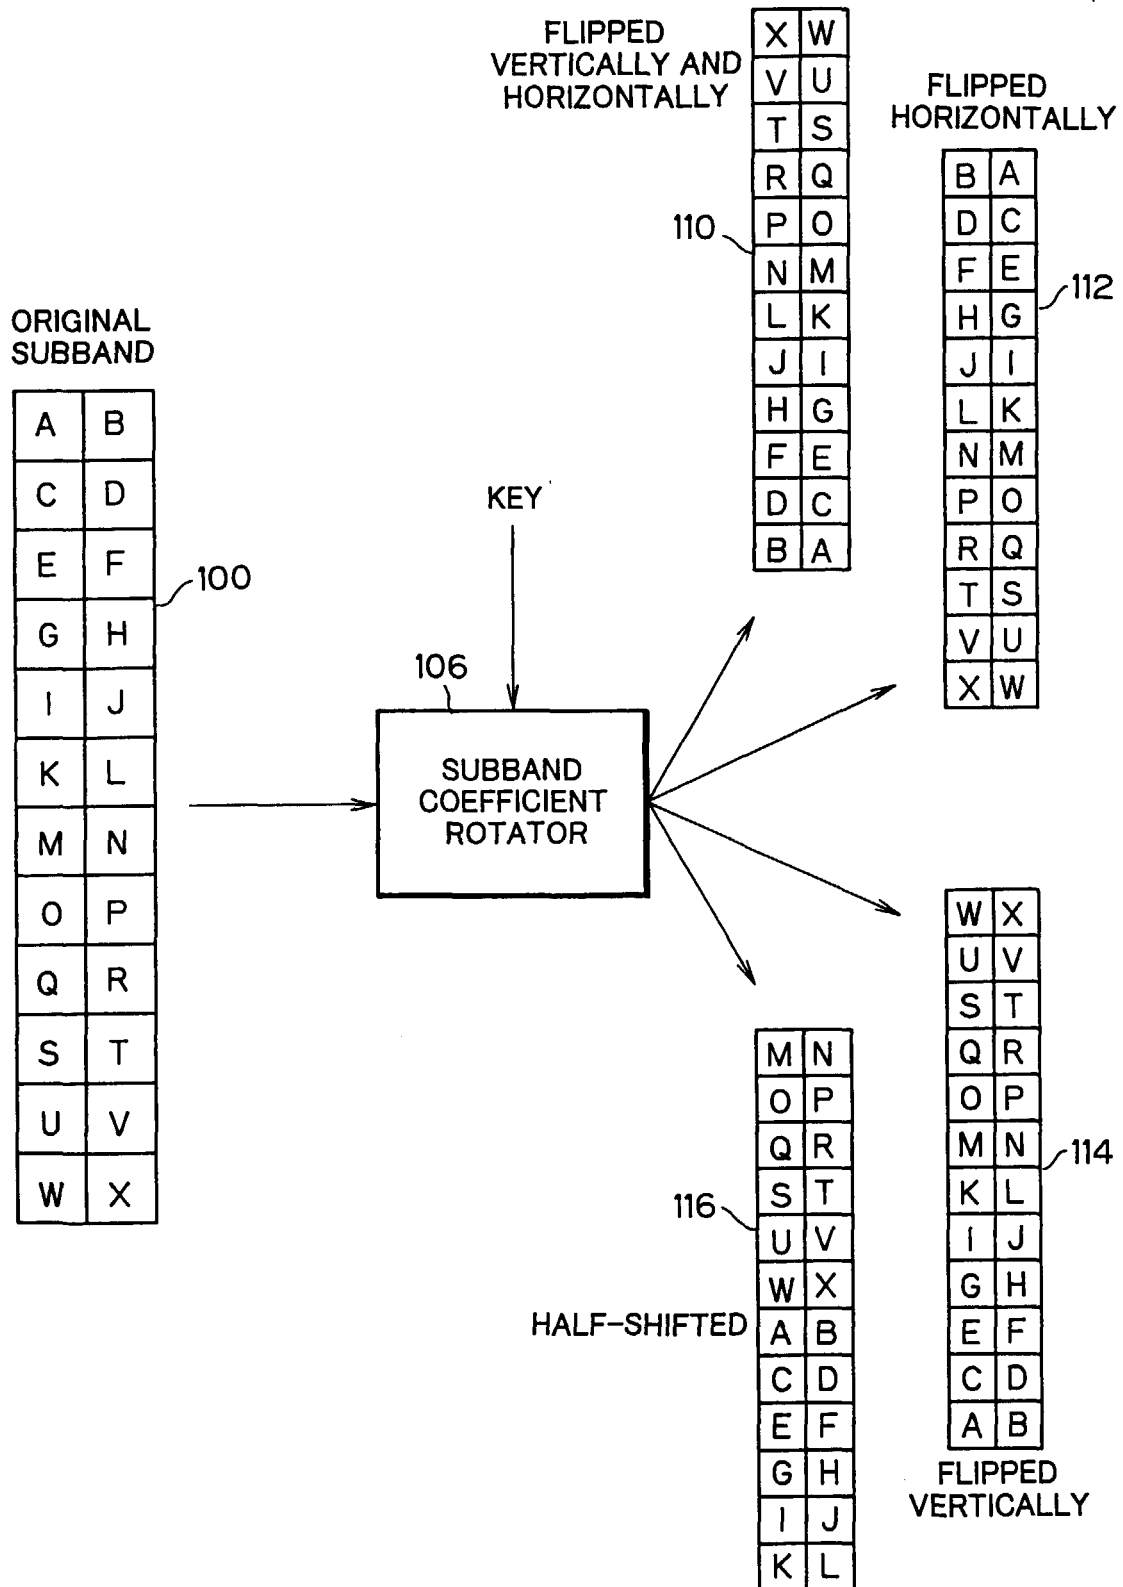 FLIPPED
VERTICALLY AND
HORIZONTALLY
X W
V U
T S
R Q
P O
N M
L K
J I
H G
F E
D C
B A
110
FLIPPED
HORIZONTALLY
B A
D C
F E
H G
J I
L K
N M
P O
R Q
T S
V U
X W
112
ORIGINAL
SUBBAND
A B
C D
E F
G H
I J
K L
M N
O P
Q R
S T
U V
W X
100
KEY
106
SUBBAND
COEFFICIENT
ROTATOR
W X
U V
S T
Q R
O P
M N
K L
I J
G H
E F
C D
A B
114
FLIPPED
VERTICALLY
M N
O P
Q R
S T
U V
W X
A B
C D
E F
G H
I J
K L
116
HALF-SHIFTED